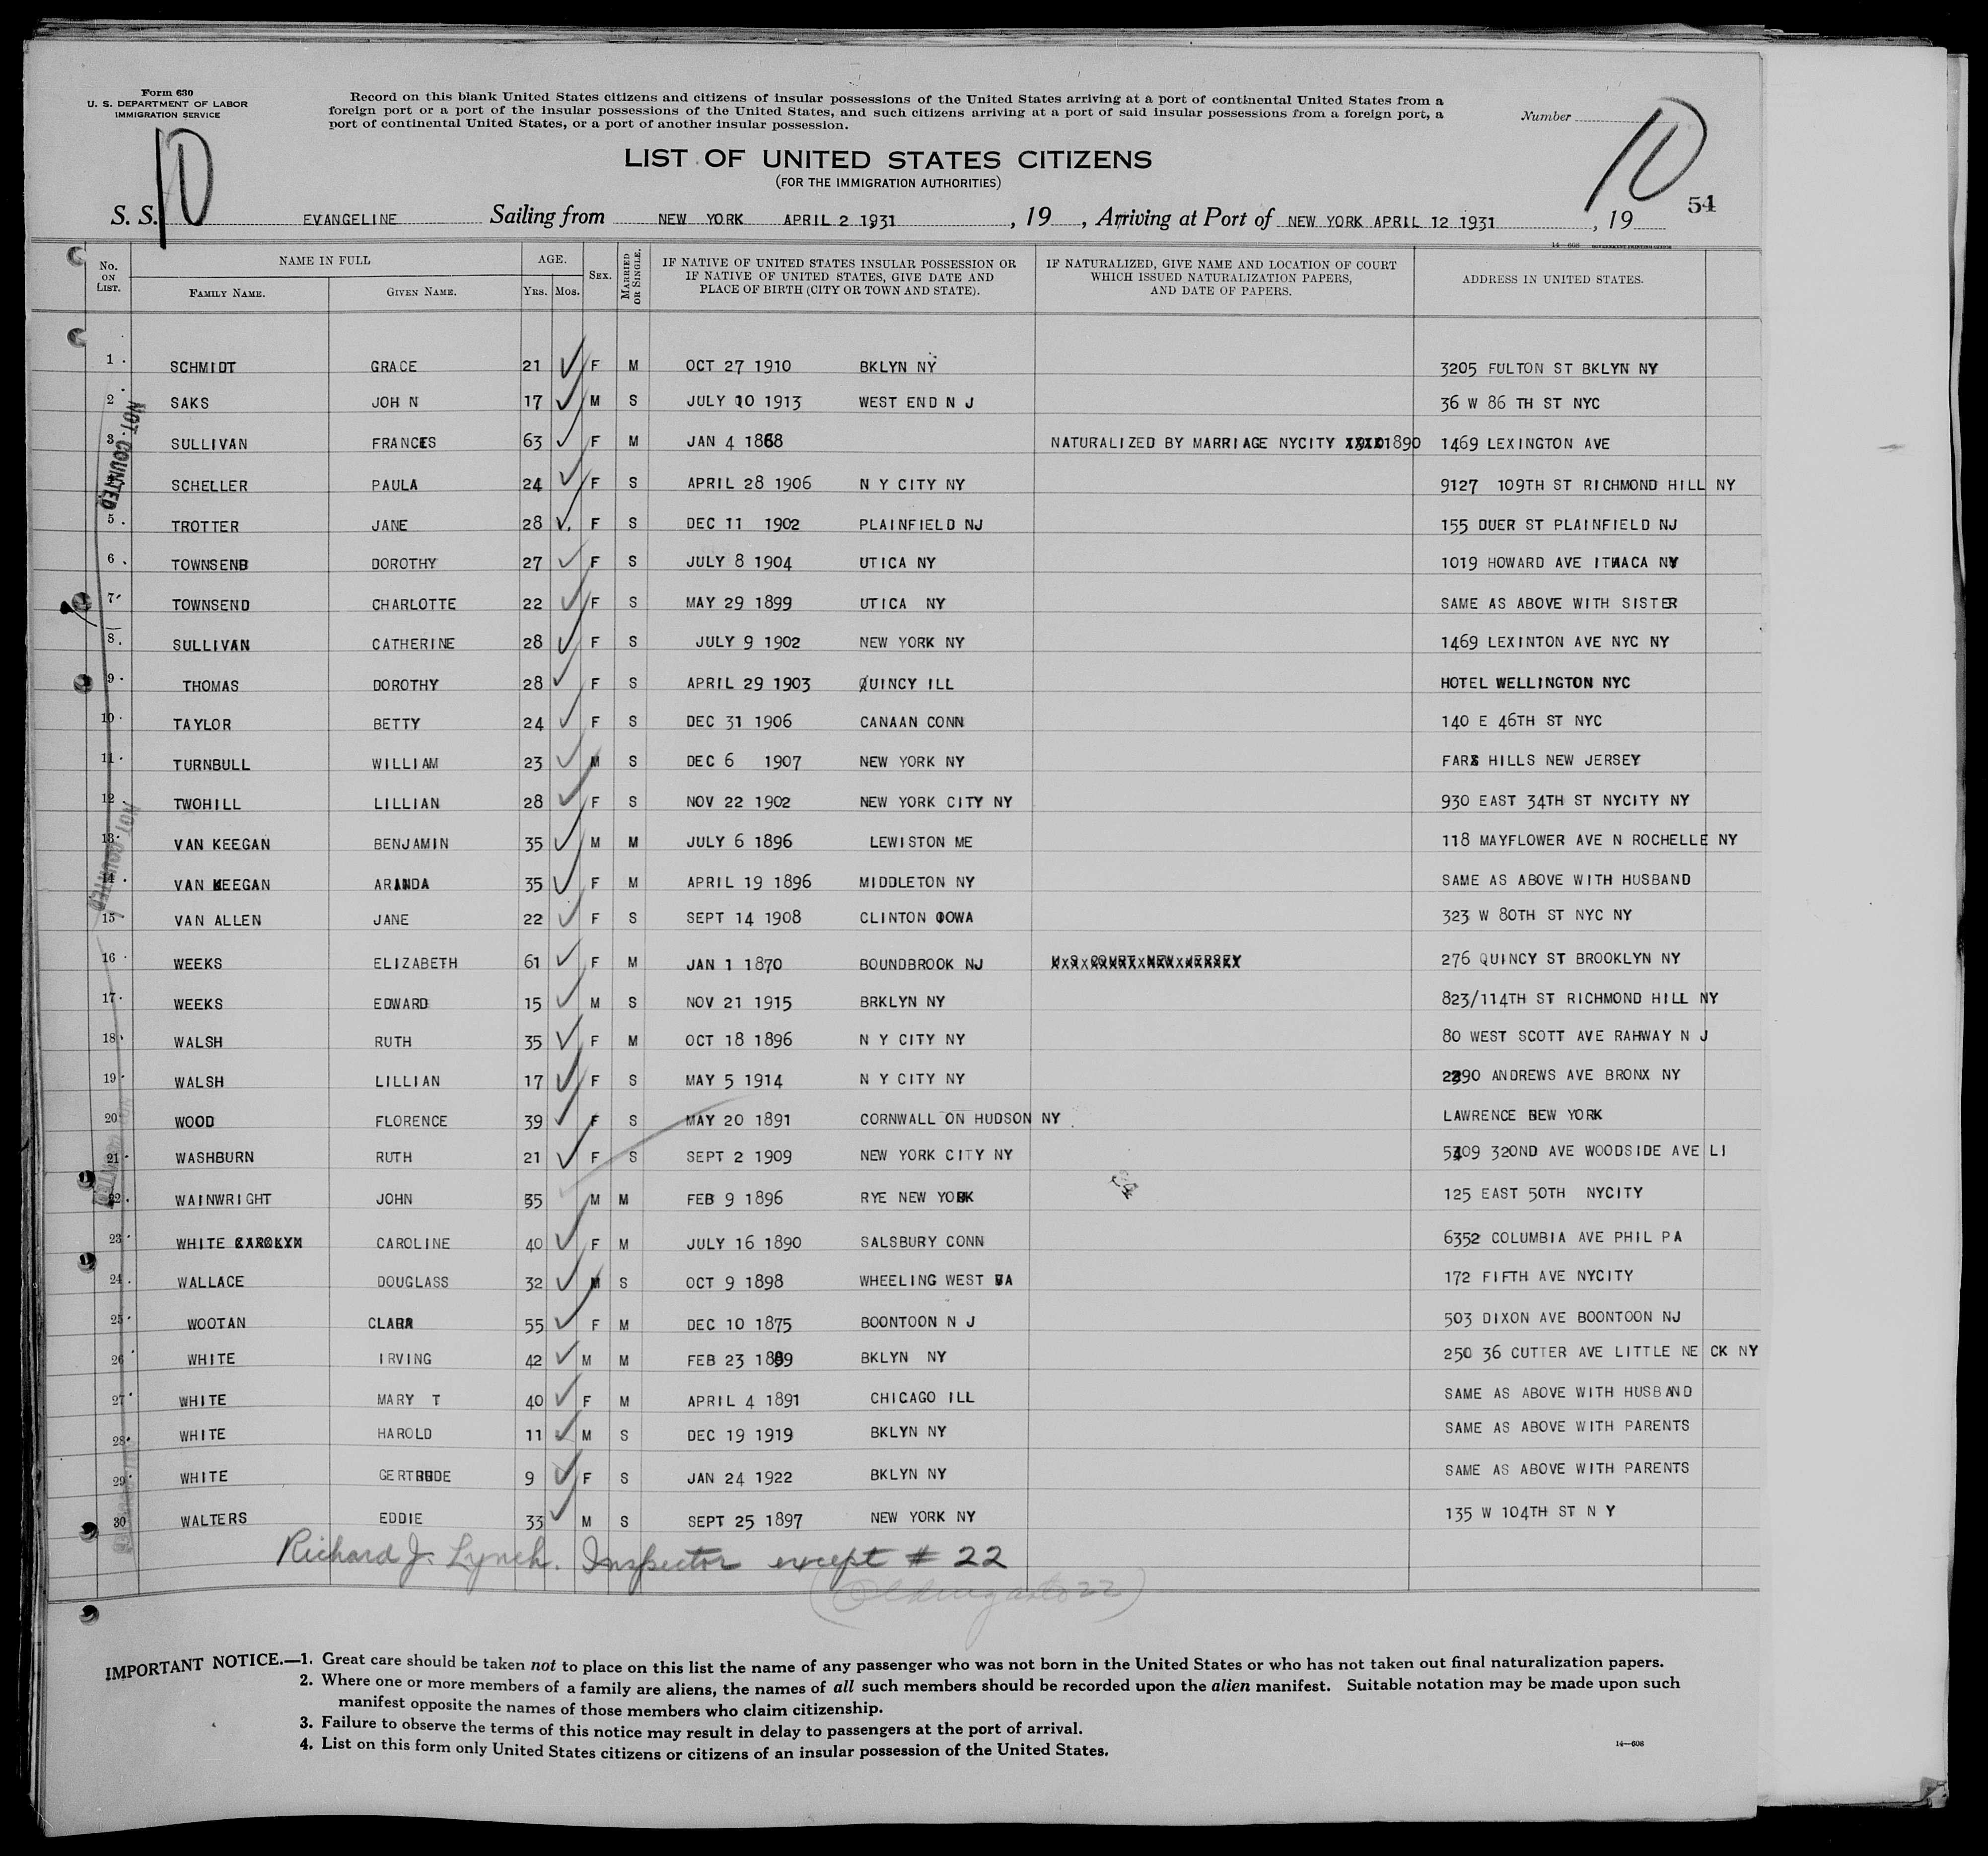 Form 630
U. S. DEPARTMENT OF LABOR
IMMIGRATION SERVICE
Record on this blank United States citizens and citizens of insular possessions of the United States arriving at a port of continental United States from a
foreign port or a port of the insular possessions of the United States, and such citizens arriving at a port of said insular possessions from a foreign port, a
port of continental United States, or a port of another insular possession.
Number
10
10
54
LIST OF UNITED STATES CITIZENS
(FOR THE IMMIGRATION AUTHORITIES)
S. S. EVANGELINE Sailing from NEW YORK APRIL 2 1931, 19 , Arriving at Port of NEW YORK APRIL 12 1931, 19
14—608 GOVERNMENT PRINTING OFFICE
No. ON LIST. NAME IN FULL FAMILY NAME. GIVEN NAME. AGE. YRS. MOS. SEX. MARRIED OR SINGLE. IF NATIVE OF UNITED STATES INSULAR POSSESSION OR IF NATIVE OF UNITED STATES, GIVE DATE AND PLACE OF BIRTH (CITY OR TOWN AND STATE). IF NATURALIZED, GIVE NAME AND LOCATION OF COURT WHICH ISSUED NATURALIZATION PAPERS, AND DATE OF PAPERS. ADDRESS IN UNITED STATES.
1 SCHMIDT GRACE 21 F M OCT 27 1910 BKLYN NY 3205 FULTON ST BKLYN NY
2 SAKS JOH N 17 M S JULY 10 1913 WEST END N J 36 W 86 TH ST NYC
3 SULLIVAN FRANCES 63 F M JAN 4 1868 NATURALIZED BY MARRIAGE NYCITY 1890 1469 LEXINGTON AVE
SCHELLER PAULA 24 F S APRIL 28 1906 N Y CITY NY 9127 109TH ST RICHMOND HILL NY
5 TROTTER JANE 28 F S DEC 11 1902 PLAINFIELD NJ 155 DUER ST PLAINFIELD NJ
6 TOWNSEND DOROTHY 27 F S JULY 8 1904 UTICA NY 1019 HOWARD AVE ITHACA NY
7 TOWNSEND CHARLOTTE 22 F S MAY 29 1899 UTICA NY SAME AS ABOVE WITH SISTER
8 SULLIVAN CATHERINE 28 F S JULY 9 1902 NEW YORK NY 1469 LEXINTON AVE NYC NY
9 THOMAS DOROTHY 28 F S APRIL 29 1903 QUINCY ILL HOTEL WELLINGTON NYC
10 TAYLOR BETTY 24 F S DEC 31 1906 CANAAN CONN 140 E 46TH ST NYC
11 TURNBULL WILLIAM 23 M S DEC 6 1907 NEW YORK NY FAR HILLS NEW JERSEY
12 TWOHILL LILLIAN 28 F S NOV 22 1902 NEW YORK CITY NY 930 EAST 34TH ST NYCITY NY
13 VAN KEEGAN BENJAMIN 35 M M JULY 6 1896 LEWISTON ME 118 MAYFLOWER AVE N ROCHELLE NY
14 VAN KEEGAN ARANDA 35 F M APRIL 19 1896 MIDDLETON NY SAME AS ABOVE WITH HUSBAND
15 VAN ALLEN JANE 22 F S SEPT 14 1908 CLINTON IOWA 323 W 80TH ST NYC NY
16 WEEKS ELIZABETH 61 F M JAN 1 1870 BOUNDBROOK NJ U S COURT NEW JERSEY 276 QUINCY ST BROOKLYN NY
17 WEEKS EDWARD 15 M S NOV 21 1915 BRKLYN NY 823/114TH ST RICHMOND HILL NY
18 WALSH RUTH 35 F M OCT 18 1896 N Y CITY NY 80 WEST SCOTT AVE RAHWAY N J
19 WALSH LILLIAN 17 F S MAY 5 1914 N Y CITY NY 2290 ANDREWS AVE BRONX NY
20 WOOD FLORENCE 39 F S MAY 20 1891 CORNWALL ON HUDSON NY LAWRENCE NEW YORK
21 WASHBURN RUTH 21 F S SEPT 2 1909 NEW YORK CITY NY 32ND AVE WOODSIDE AVE LI
22 WAINWRIGHT JOHN 35 M M FEB 9 1896 RYE NEW YORK 125 EAST 50TH NYCITY
23 WHITE CAROLYN CAROLINE 40 F M JULY 16 1890 SALSBURY CONN 6352 COLUMBIA AVE PHIL PA
24 WALLACE DOUGLASS 32 M S OCT 9 1898 WHEELING WEST VA 172 FIFTH AVE NYCITY
25 WOOTAN CLARA 55 F M DEC 10 1875 BOONTOON N J 503 DIXON AVE BOONTOON NJ
26 WHITE IRVING 42 M M FEB 23 1889 BKLYN NY 250 36 CUTTER AVE LITTLE NE CK NY
27 WHITE MARY T 40 F M APRIL 4 1891 CHICAGO ILL SAME AS ABOVE WITH HUSBAND
28 WHITE HAROLD 11 M S DEC 19 1919 BKLYN NY SAME AS ABOVE WITH PARENTS
29 WHITE GERTRUDE 9 F S JAN 24 1922 BKLYN NY SAME AS ABOVE WITH PARENTS
30 WALTERS EDDIE 33 M S SEPT 25 1897 NEW YORK NY 135 W 104TH ST N Y
NOT COUNTED
NOT COUNTED
Richard J. Lynch. Inspector except # 22
22
IMPORTANT NOTICE.—1. Great care should be taken not to place on this list the name of any passenger who was not born in the United States or who has not taken out final naturalization papers.
2. Where one or more members of a family are aliens, the names of all such members should be recorded upon the alien manifest. Suitable notation may be made upon such
manifest opposite the names of those members who claim citizenship.
3. Failure to observe the terms of this notice may result in delay to passengers at the port of arrival.
4. List on this form only United States citizens or citizens of an insular possession of the United States.
14—608